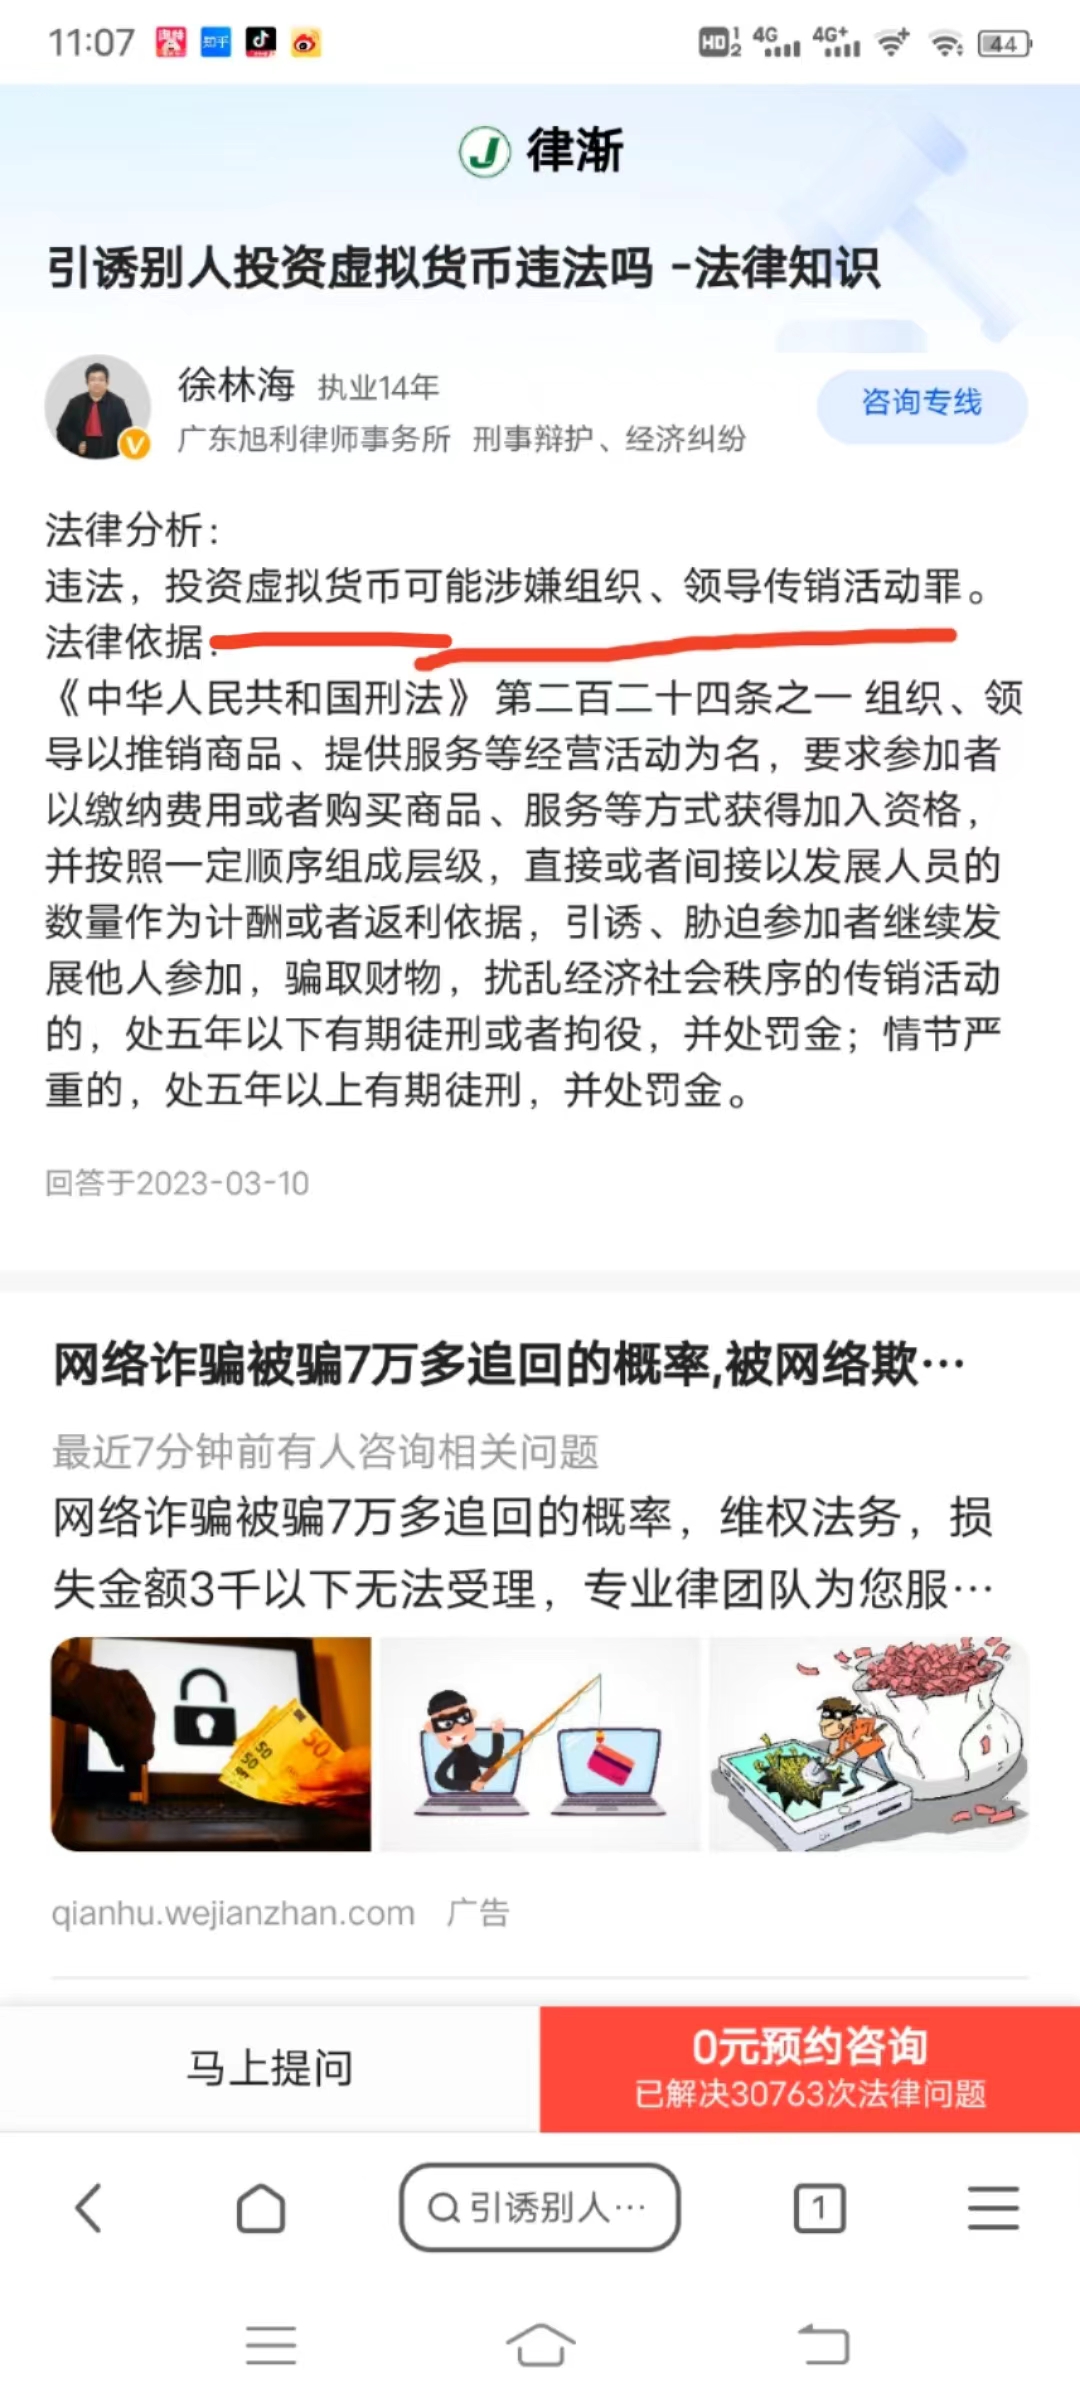 11:07 淘特 知乎 HD 1 2 4G 4G+ 44
律渐
引诱别人投资虚拟货币违法吗 -法律知识
徐林海 执业14年
咨询专线
广东旭利律师事务所 刑事辩护、经济纠纷
法律分析：
违法，投资虚拟货币可能涉嫌组织、领导传销活动罪。
法律依据：
《中华人民共和国刑法》第二百二十四条之一 组织、领
导以推销商品、提供服务等经营活动为名，要求参加者
以缴纳费用或者购买商品、服务等方式获得加入资格，
并按照一定顺序组成层级，直接或者间接以发展人员的
数量作为计酬或者返利依据，引诱、胁迫参加者继续发
展他人参加，骗取财物，扰乱经济社会秩序的传销活动
的，处五年以下有期徒刑或者拘役，并处罚金；情节严
重的，处五年以上有期徒刑，并处罚金。
回答于2023-03-10
网络诈骗被骗7万多追回的概率,被网络欺…
最近7分钟前有人咨询相关问题
网络诈骗被骗7万多追回的概率，维权法务，损
失金额3千以下无法受理，专业律团队为您服…
50 50 50
qianhu.wejianzhan.com 广告
马上提问
0元预约咨询
已解决30763次法律问题
引诱别人…
1